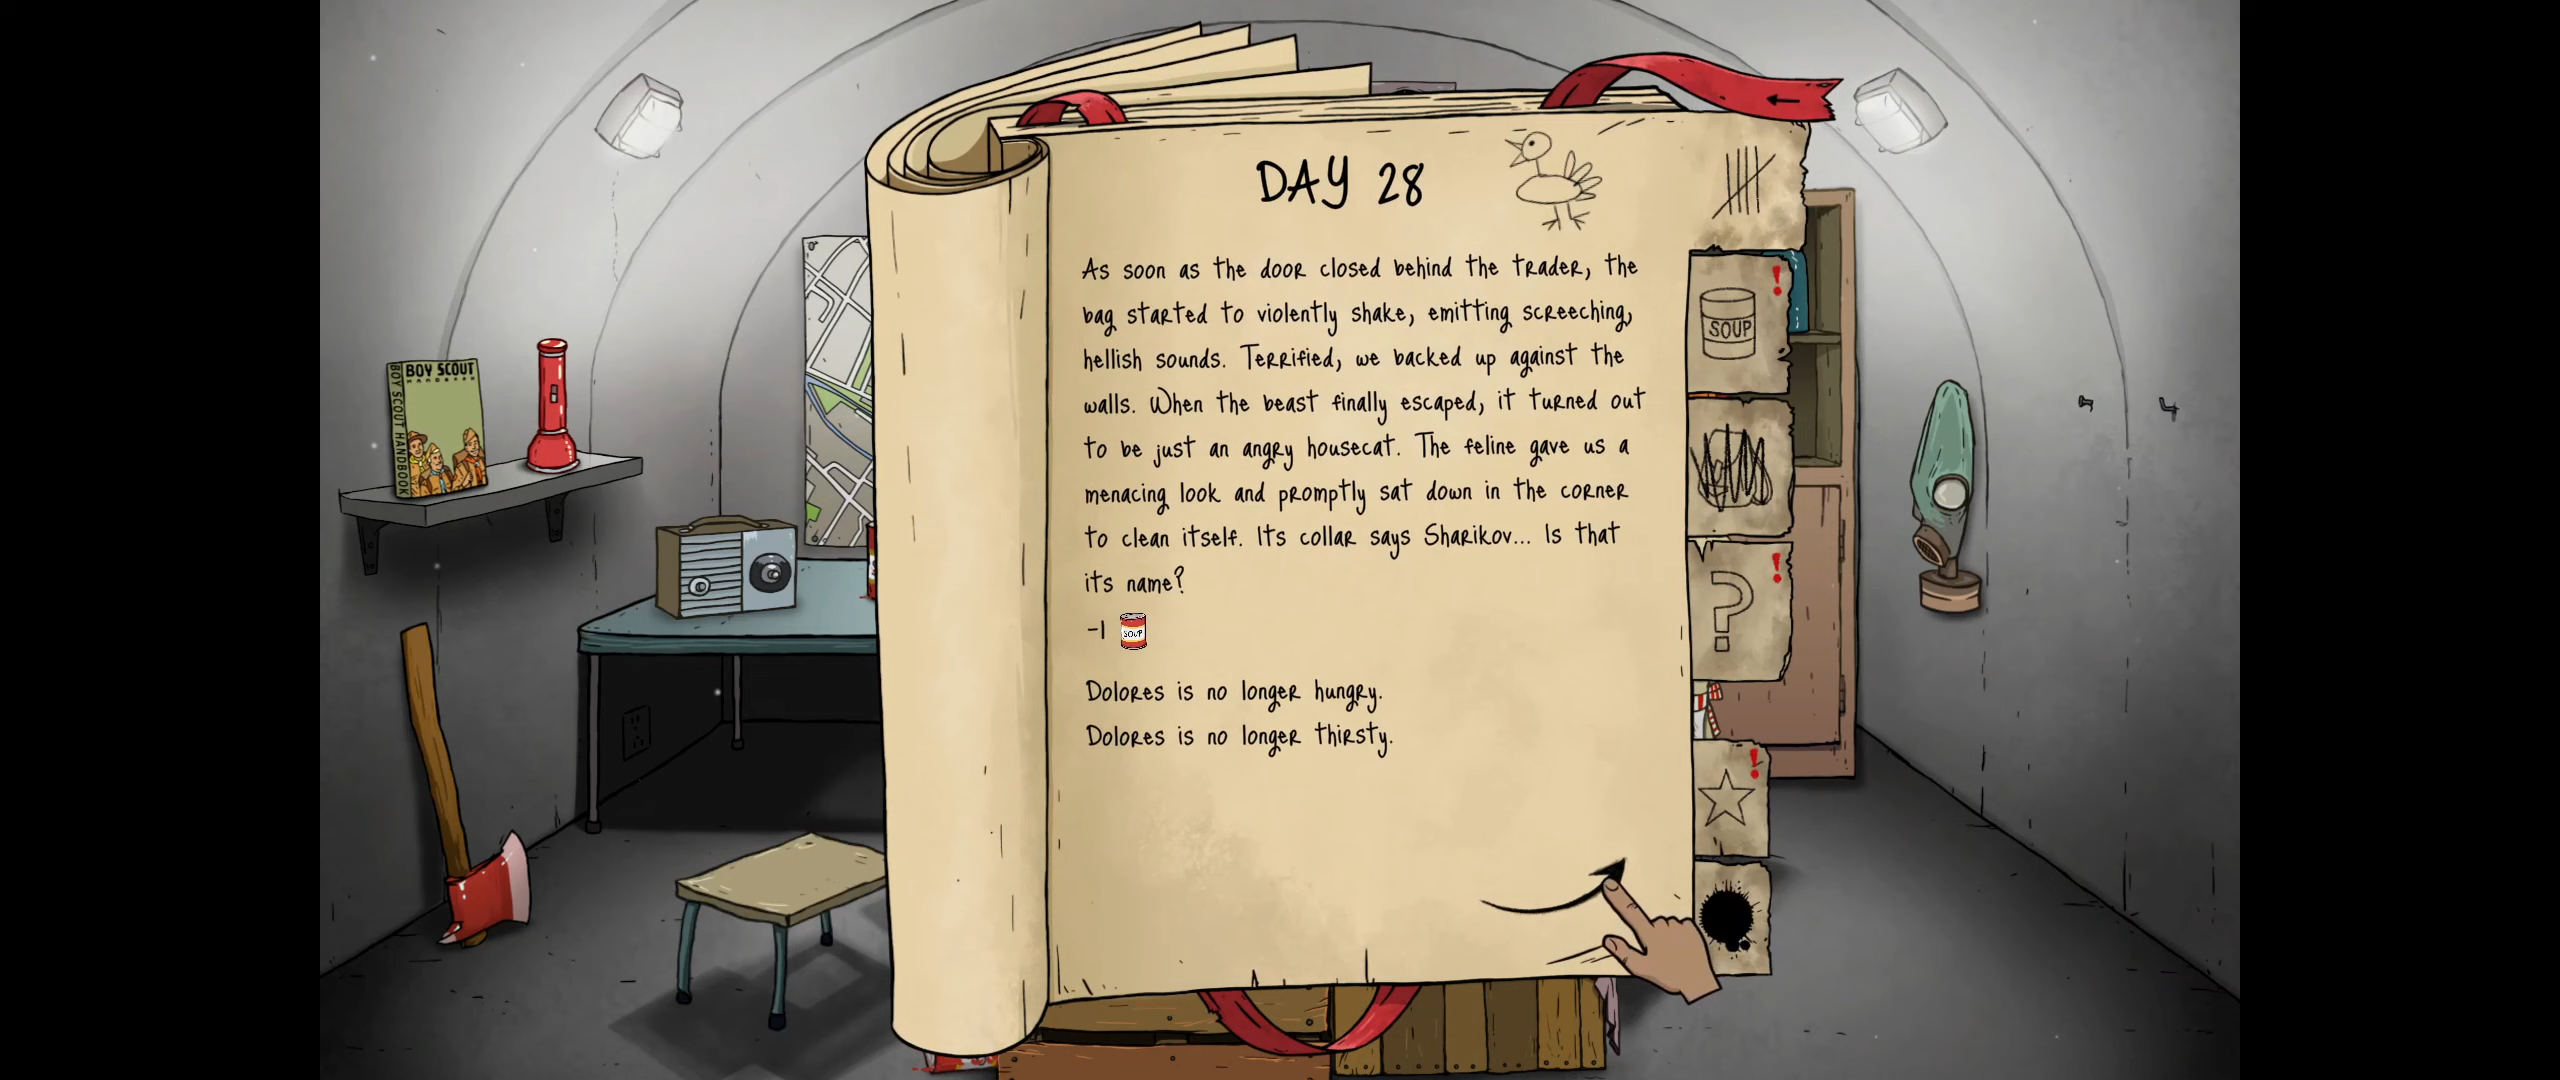 DAY 28
As soon as the door closed behind the trader, the
bag started to violently shake, emitting screeching,
hellish sounds. Terrified, we backed up against the
walls. When the beast finally escaped, it turned out
to be just an angry housecat. The feline gave us a
menacing look and promptly sat down in the corner
to clean itself. Its collar says Sharikov... Is that
its name?
-1 SOUP
Dolores is no longer hungry.
Dolores is no longer thirsty.
!
SOUP
!
?
!
BOY SCOUT
HANDBOOK
BOY SCOUT HANDBOOK